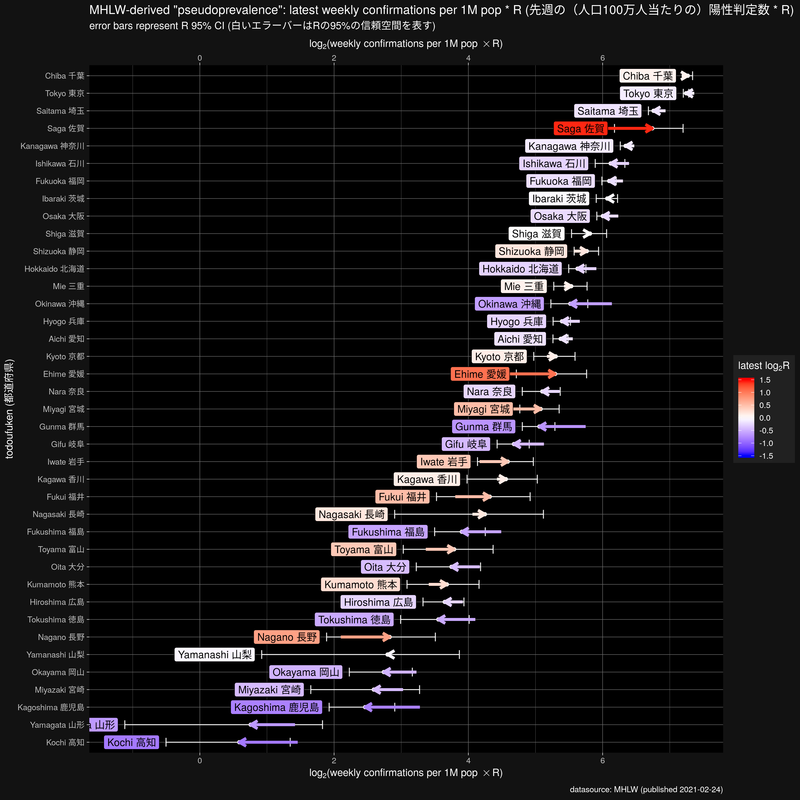 MHLW-derived "pseudoprevalence": latest weekly confirmations per 1M pop * R (先週の（人口100万人当たりの）陽性判定数 * R)
error bars represent R 95% CI (白いエラーバーはRの95%の信頼空間を表す)
log2(weekly confirmations per 1M pop × R)
0 2 4 6
Chiba 千葉 Chiba 千葉
Tokyo 東京 Tokyo 東京
Saitama 埼玉 Saitama 埼玉
Saga 佐賀 Saga 佐賀
Kanagawa 神奈川 Kanagawa 神奈川
Ishikawa 石川 Ishikawa 石川
Fukuoka 福岡 Fukuoka 福岡
Ibaraki 茨城 Ibaraki 茨城
Osaka 大阪 Osaka 大阪
Shiga 滋賀 Shiga 滋賀
Shizuoka 静岡 Shizuoka 静岡
Hokkaido 北海道 Hokkaido 北海道
Mie 三重 Mie 三重
Okinawa 沖縄 Okinawa 沖縄
Hyogo 兵庫 Hyogo 兵庫
Aichi 愛知 Aichi 愛知
Kyoto 京都 Kyoto 京都
Ehime 愛媛 Ehime 愛媛
Nara 奈良 Nara 奈良
Miyagi 宮城 Miyagi 宮城
Gunma 群馬 Gunma 群馬
Gifu 岐阜 Gifu 岐阜
Iwate 岩手 Iwate 岩手
Kagawa 香川 Kagawa 香川
Fukui 福井 Fukui 福井
Nagasaki 長崎 Nagasaki 長崎
Fukushima 福島 Fukushima 福島
Toyama 富山 Toyama 富山
Oita 大分 Oita 大分
Kumamoto 熊本 Kumamoto 熊本
Hiroshima 広島 Hiroshima 広島
Tokushima 徳島 Tokushima 徳島
Nagano 長野 Nagano 長野
Yamanashi 山梨 Yamanashi 山梨
Okayama 岡山 Okayama 岡山
Miyazaki 宮崎 Miyazaki 宮崎
Kagoshima 鹿児島 Kagoshima 鹿児島
Yamagata 山形 山形
Kochi 高知 Kochi 高知
0 2 4 6
log2(weekly confirmations per 1M pop × R)
todoufuken (都道府県)
latest log2R
1.5
1.0
0.5
0.0
-0.5
-1.0
-1.5
datasource: MHLW (published 2021-02-24)